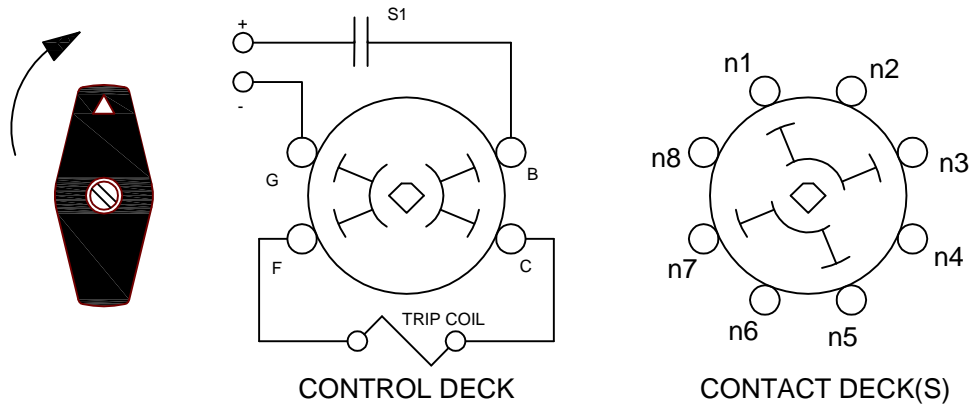 S1
+
-
G
B
F
C
TRIP COIL
CONTROL DECK
n1
n2
n3
n4
n5
n6
n7
n8
CONTACT DECK(S)